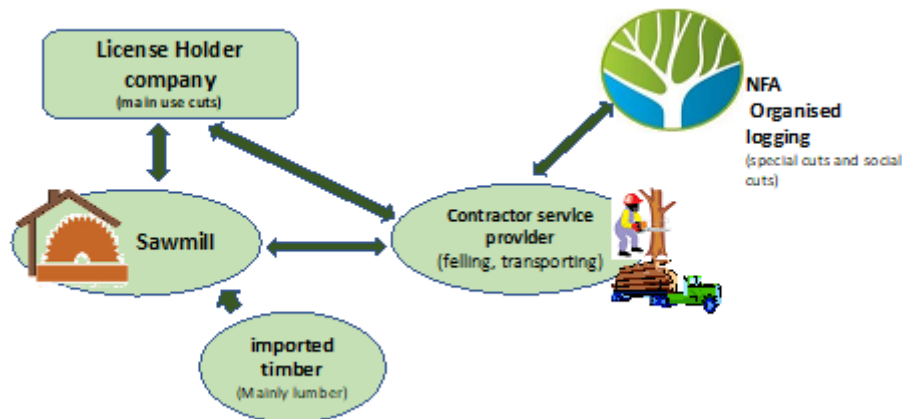 License Holder
company
(main use cuts)
NFA
Organised
logging
(special cuts and social
cuts)
Sawmill
Contractor service
provider
(felling, transporting)
imported
timber
(Mainly lumber)